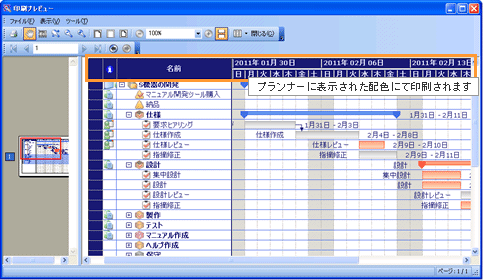 印刷プレビュー
ファイル(F) 表示(V) ツール(T)
100% 閉じる(C)
1
名前 2011年 01月 30日 2011年 02月 06日 2011年 02月 13日
日 月 火 水 木 金 土 日 月 火 水 木 金 土 日 月 火 水
S機器の開発
プランナーに表示された配色にて印刷されます
マニュアル開発ツール購入
納品
仕様 1月31日 - 2月11日
要求ヒアリング 1月31日 - 2月3日
仕様作成 仕様作成 2月4日 - 2月8日
仕様レビュー 仕様レビュー 2月9日 - 2月10日
指摘修正 指摘修正 2月9日 - 2月11日
設計 設計
集中設計 集中設計
設計 設計
設計レビュー 設計レビュー
指摘修正 指摘修正
製作
テスト
マニュアル作成
ヘルプ作成
保守
1
ページ: 1/1